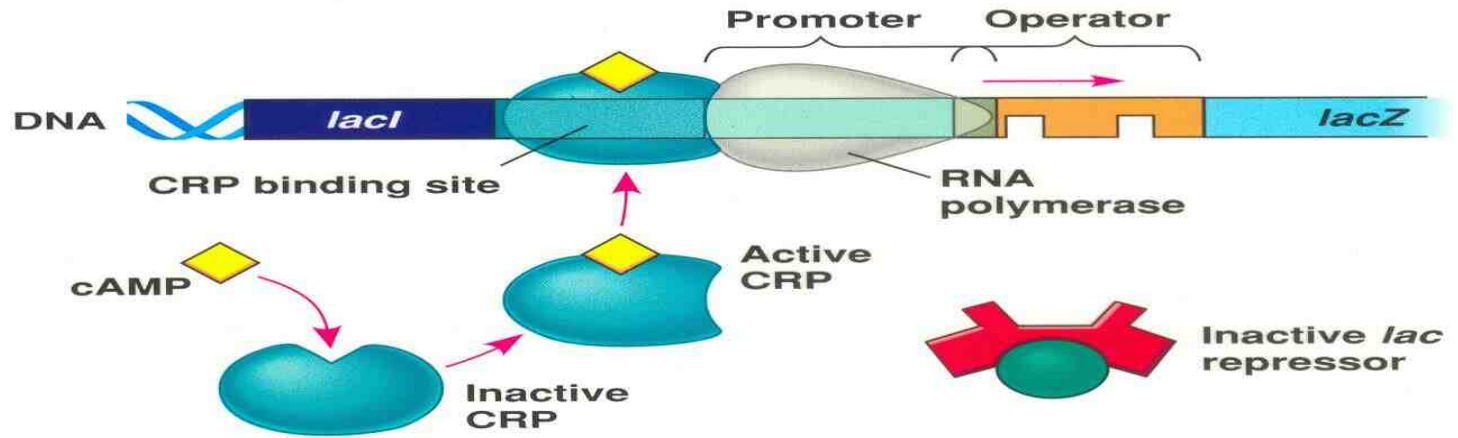 Promoter
Operator
DNA
lacI
lacZ
CRP binding site
RNA
polymerase
cAMP
Active
CRP
Inactive
CRP
Inactive lac
repressor